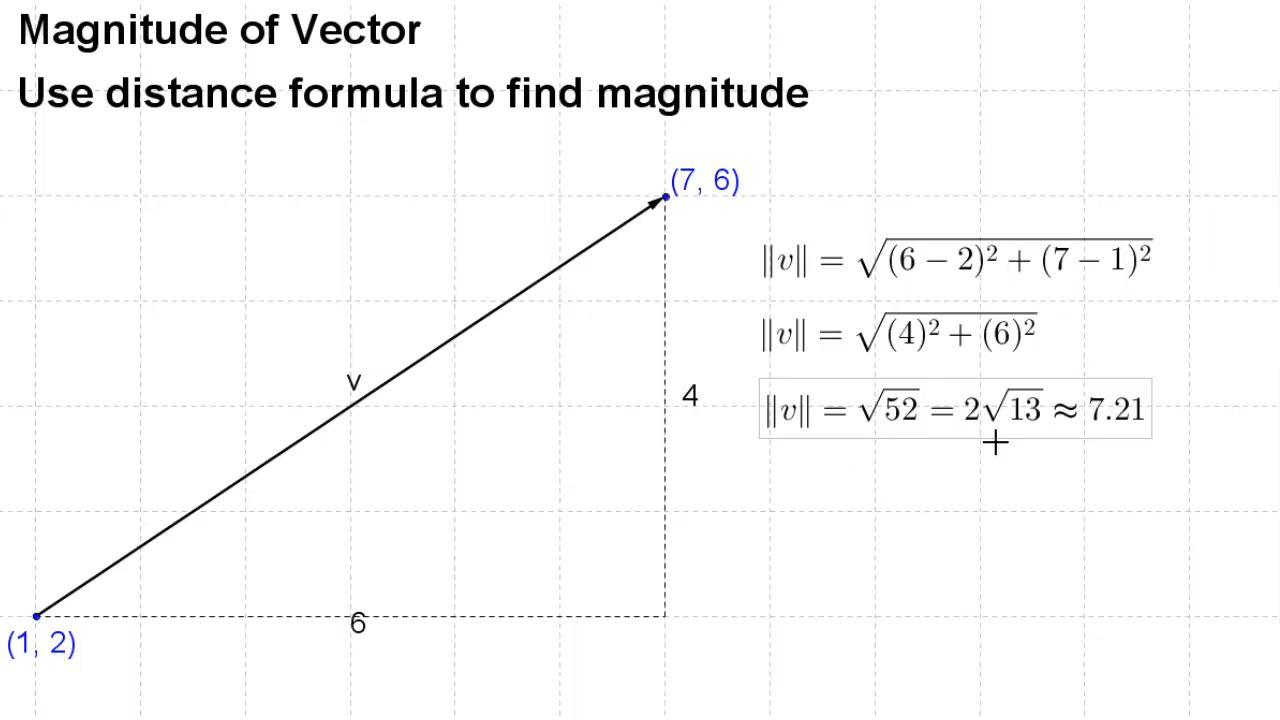 Magnitude of Vector
Use distance formula to find magnitude
(7, 6)
‖v‖ = √((6 − 2)² + (7 − 1)²)
‖v‖ = √((4)² + (6)²)
v
4
‖v‖ = √52 = 2√13 ≈ 7.21
6
(1, 2)